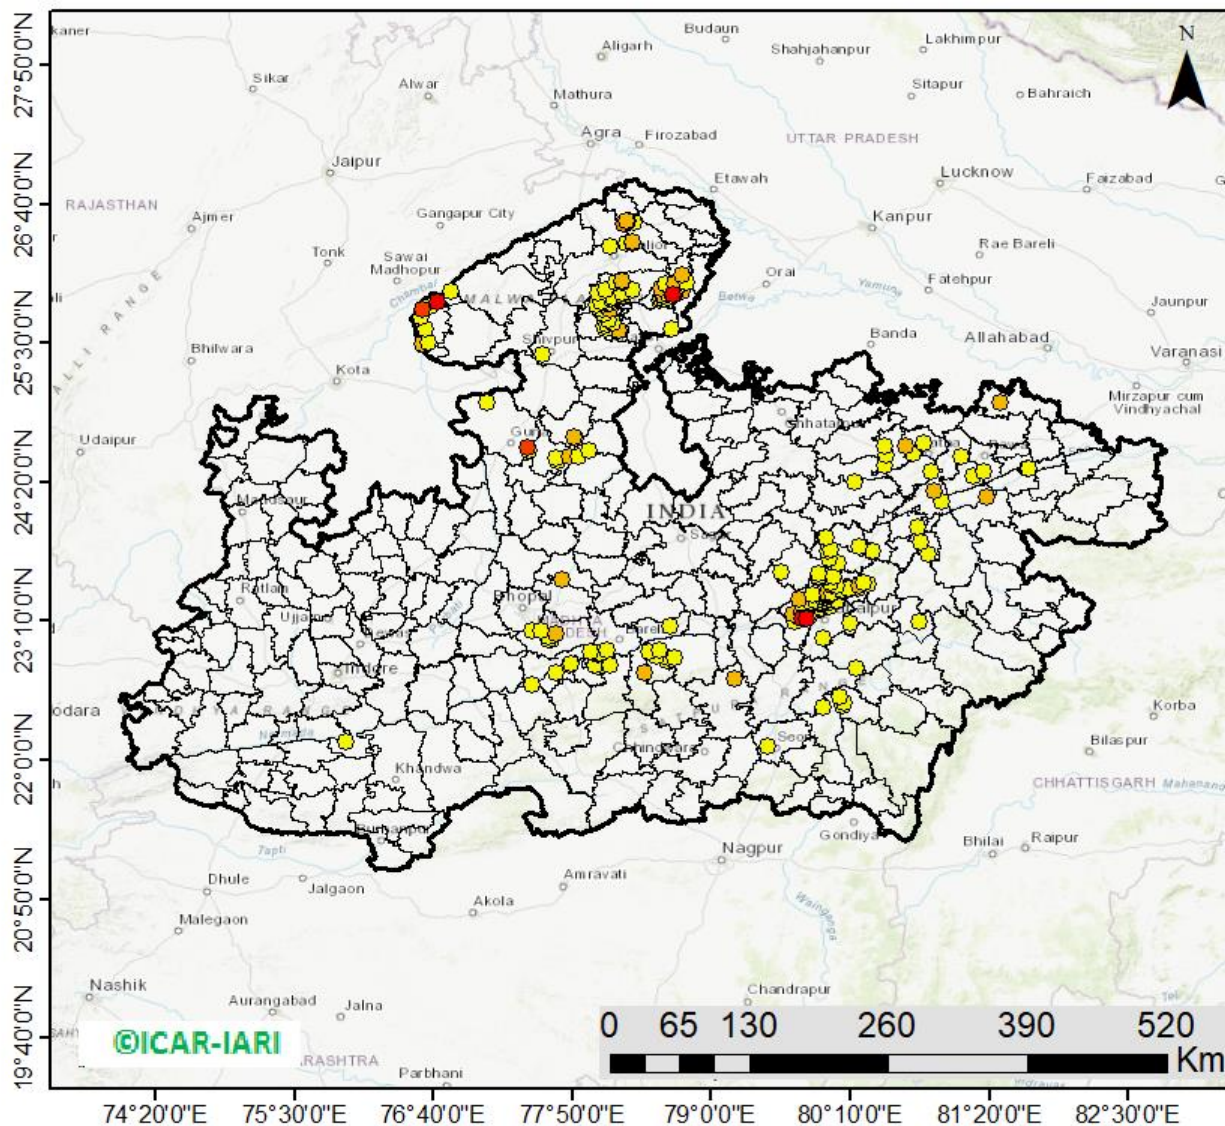 Budaun
Lakhimpur
Aligarh
Shahjahanpur
N
Sikar
Alwar
Mathura
Sitapur
Bahraich
Agra
Firozabad
UTTAR PRADESH
Jaipur
Etawah
Lucknow
Faizabad
RAJASTHAN
Ajmer
Gangapur City
Kanpur
Tonk
Sawai
Madhopur
Rae Bareli
Orai
Chambal
Yamuna
Fatehpur
Betwa
Jaunpur
Bhilwara
Shivpuri
Banda
Allahabad
Varanasi
Kota
Mirzapur cum
Vindhyachal
Udaipur
INDIA
Ratlam
Bhopal
Indore
SATPURA RANGE
Korba
Narmada
Seoni
Bilaspur
Chhindwara
Khandwa
CHHATTISGARH
Burhanpur
Gondiya
Bhilai
Raipur
Tapti
Nagpur
Dhule
Jalgaon
Amravati
Akola
Wainganga
Malegaon
Nashik
Chandrapur
Aurangabad
Jalna
©ICAR-IARI
Parbhani
0 65 130 260 390 520
Km
27°50'0"N
26°40'0"N
25°30'0"N
24°20'0"N
23°10'0"N
22°0'0"N
20°50'0"N
19°40'0"N
74°20'0"E 75°30'0"E 76°40'0"E 77°50'0"E 79°0'0"E 80°10'0"E 81°20'0"E 82°30'0"E